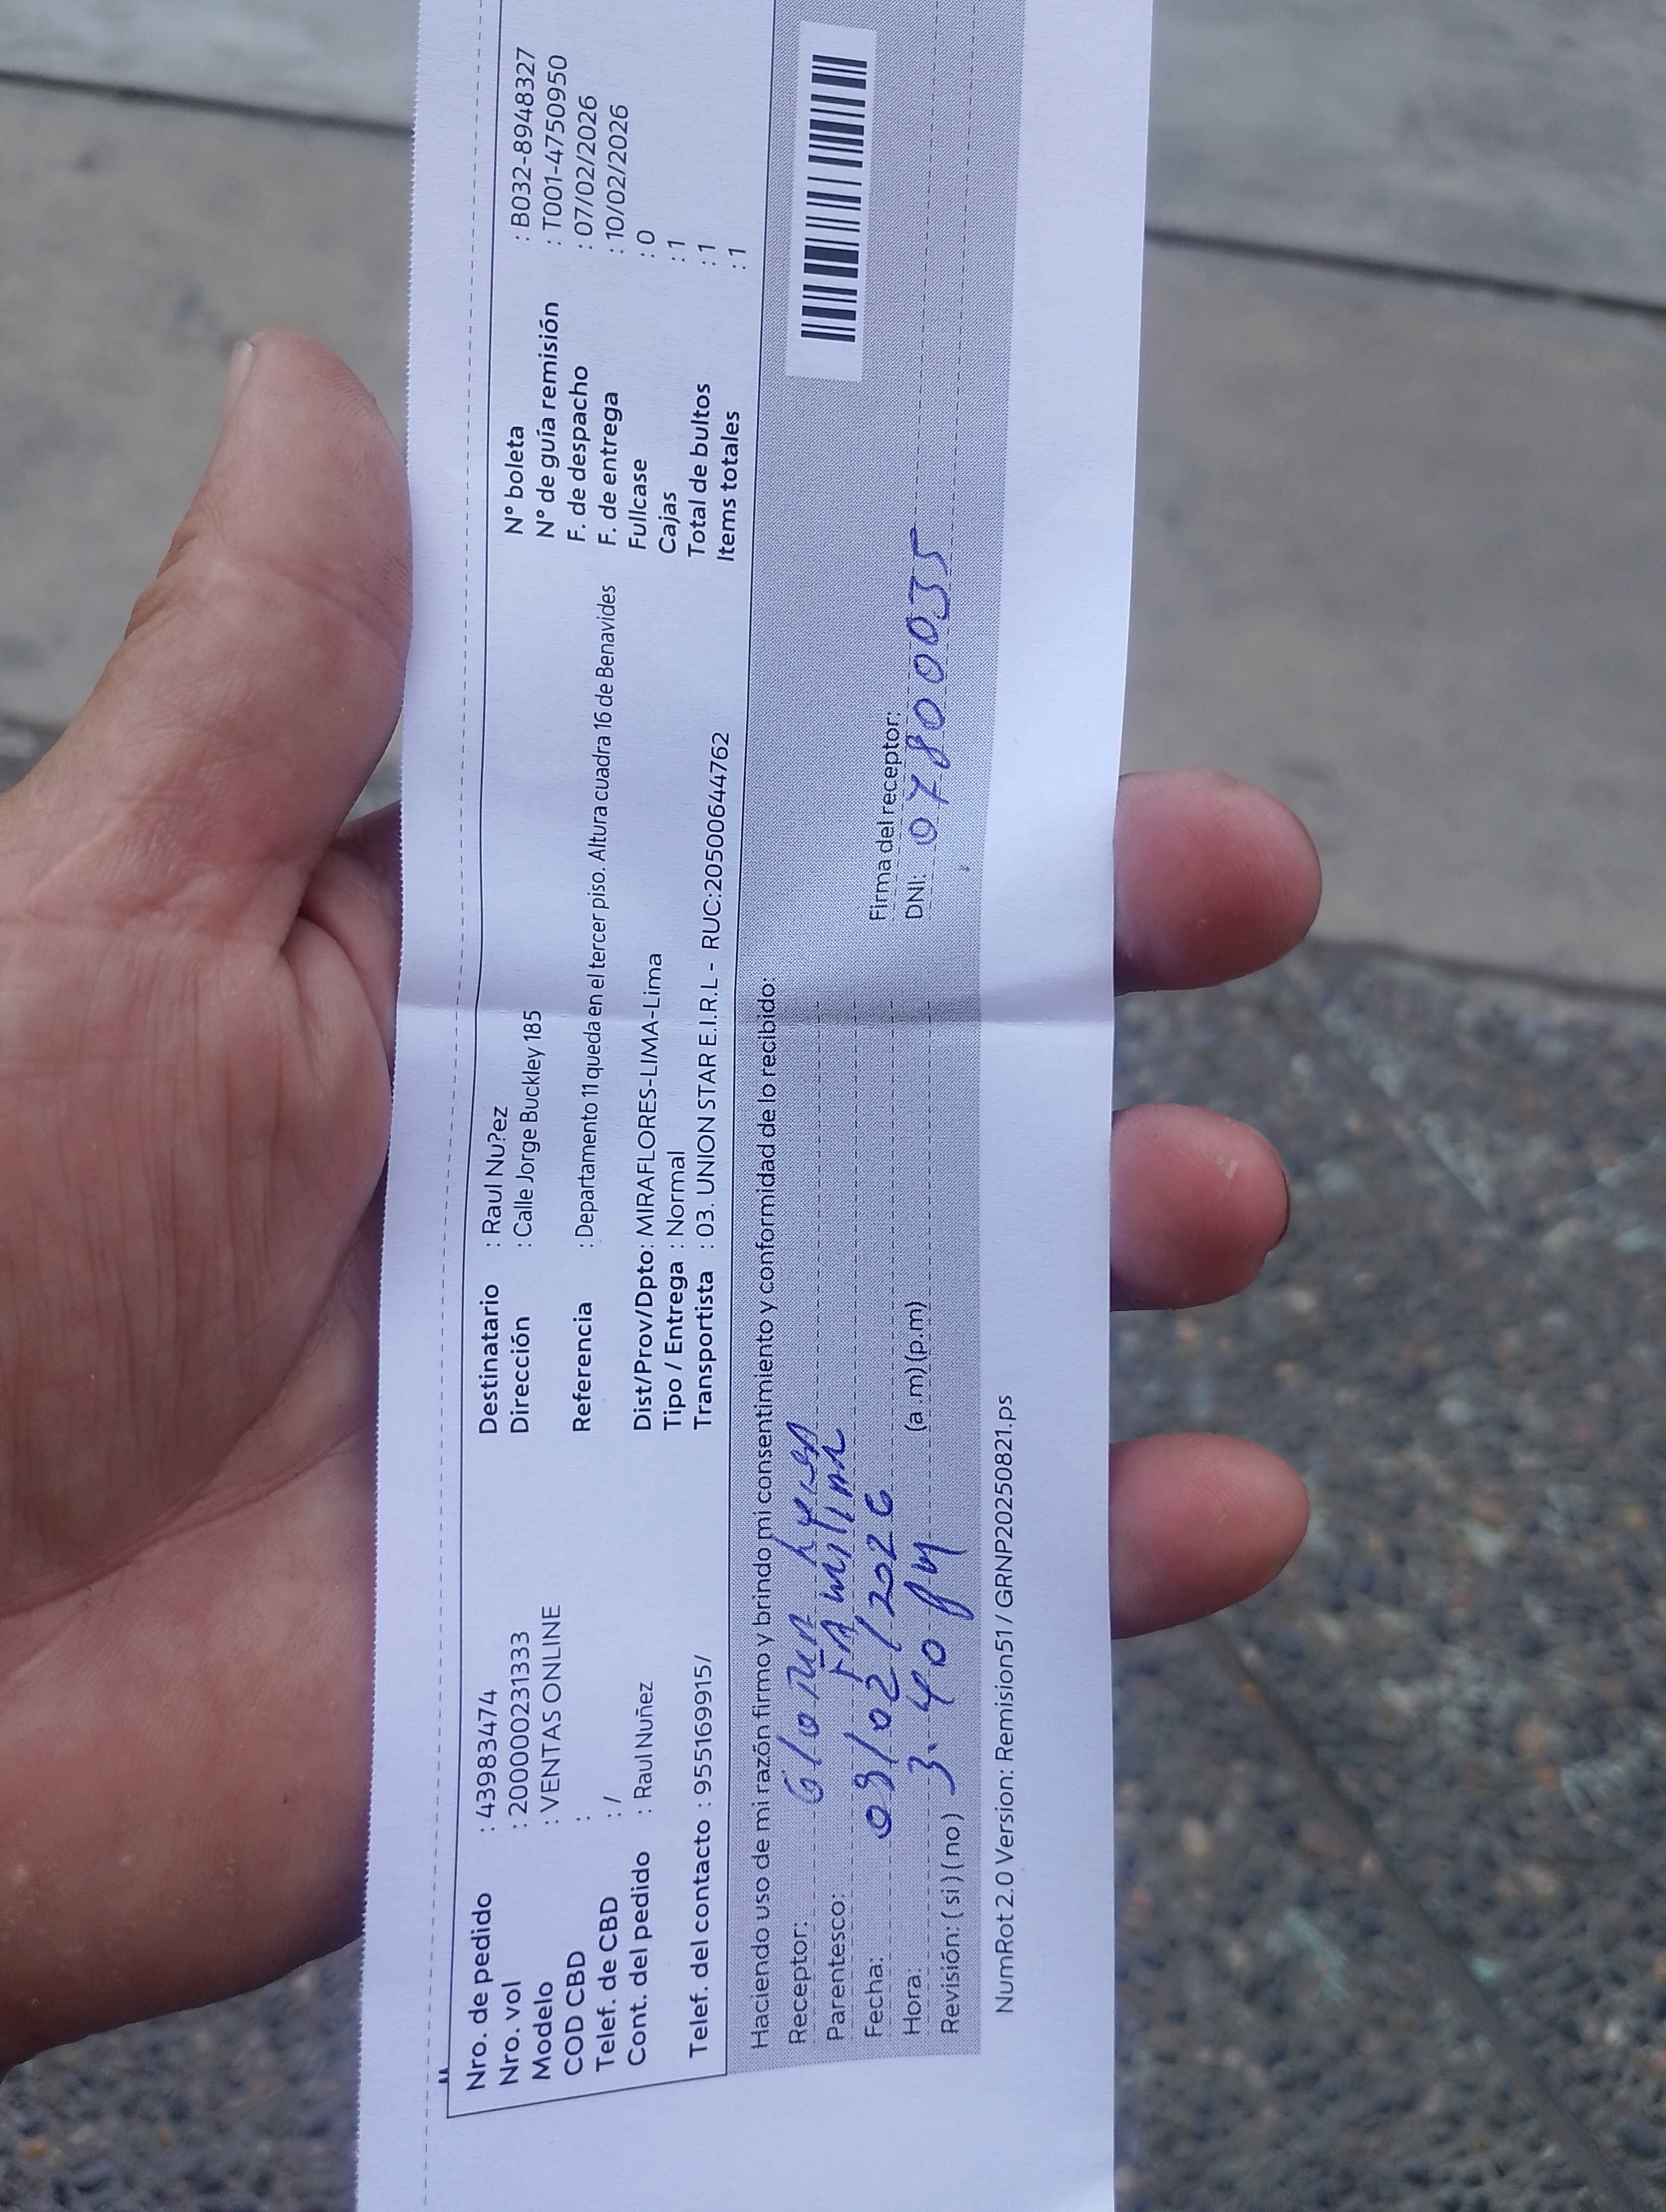 Nro. de pedido : 43983474
Nro. vol : 2000000231333
Modelo : VENTAS ONLINE
COD CBD :
Telef. de CBD : /
Cont. del pedido : Raul Nuñez
Telef. del contacto : 955169915/
Destinatario : Raul Nu?ez
Dirección : Calle Jorge Buckley 185
Referencia : Departamento 11 queda en el tercer piso. Altura cuadra 16 de Benavides
Dist/Prov/Dpto: MIRAFLORES-LIMA-Lima
Tipo / Entrega : Normal
Transportista : 03. UNION STAR E.I.R.L - RUC:20500644762
N° boleta : B032-8948327
N° de guía remisión : T001-4750950
F. de despacho : 07/02/2026
F. de entrega : 10/02/2026
Fullcase : 0
Cajas : 1
Total de bultos : 1
Items totales : 1
Haciendo uso de mi razón firmo y brindo mi consentimiento y conformidad de lo recibido:
Receptor:
Parentesco: FAmiliAR
Fecha: 09/02/2026
Hora: 3.40 pm (a.m)(p.m)
Revisión: (si)(no)
Firma del receptor:
DNI: 07800035
NumRot 2.0 Version: Remision51 / GRNP20250821.ps